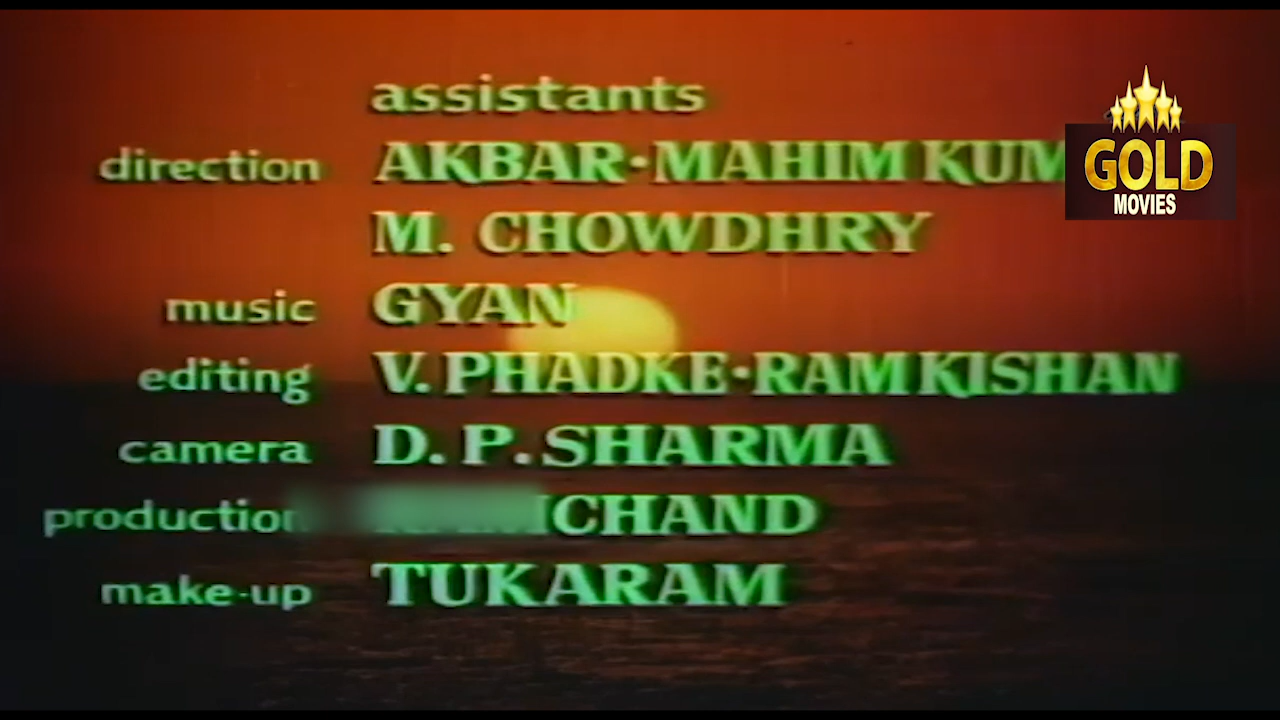 assistants
direction AKBAR·MAHIM KUM
M. CHOWDHRY
music GYAN
editing V. PHADKE·RAM KISHAN
camera D. P. SHARMA
production CHAND
make-up TUKARAM
GOLD
MOVIES